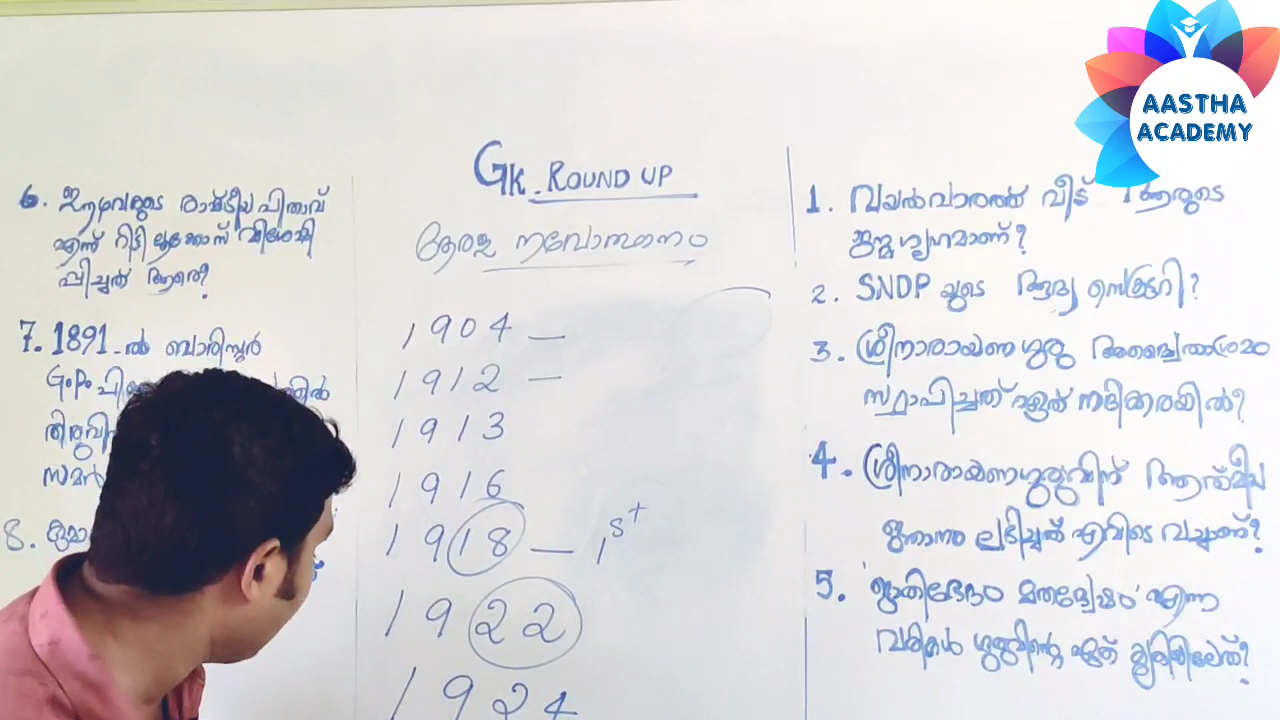 AASTHA
ACADEMY
GK ROUND UP
കേരള നവോത്ഥാനം
1904 —
1912 —
1913
1916
1918 — 1st
1922
1924
6. ഈഴവരുടെ രാഷ്ട്രീയ പിതാവ്
എന്ന് റിട്ടി ലൂക്കോസ് വിശേഷി
പ്പിച്ചത് ആരെ?
7. 1891-ൽ ബാരിസ്റ്റർ
G.P. പിള്ള
തിരുവി
സമർ
8. കുമാ
1. വയൽവാരത്ത് വീട് ആരുടെ
ജന്മഗൃഹമാണ്?
2. SNDP യുടെ ആദ്യ സെക്രട്ടറി?
3. ശ്രീനാരായണ ഗുരു അദ്വൈതാശ്രമം
സ്ഥാപിച്ചത് ഏത് നദിക്കരയിൽ?
4. ശ്രീനാരായണഗുരുവിന് ആത്മീയ
ജ്ഞാനം ലഭിച്ചത് എവിടെ വച്ചാണ്?
5. 'ജാതിഭേദം മതദ്വേഷം' എന്ന
വരികൾ ഗുരുവിന്റെ ഏത് കൃതിയിലേത്?